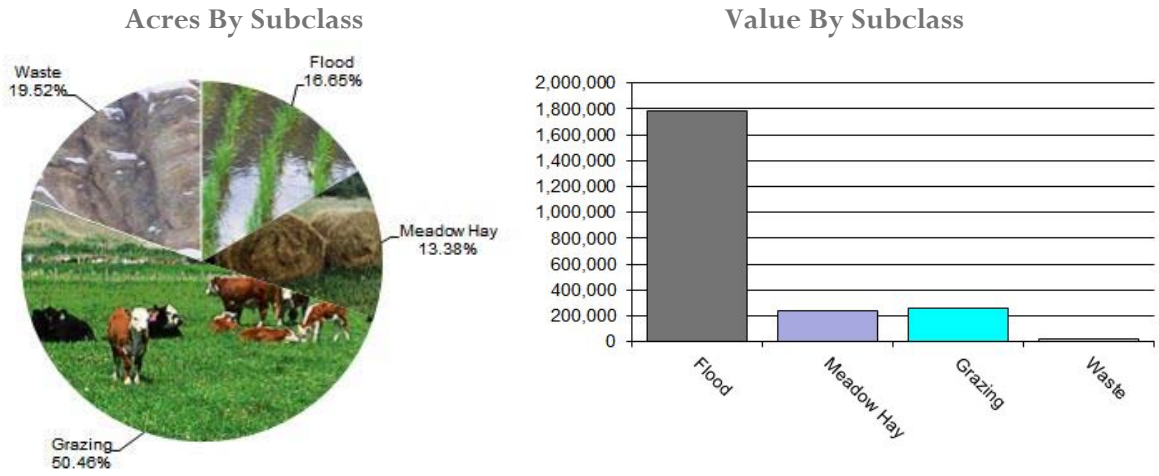 Acres By Subclass
Waste
19.52%
Flood
16.65%
Meadow Hay
13.38%
Grazing
50.46%
Value By Subclass
2,000,000
1,800,000
1,600,000
1,400,000
1,200,000
1,000,000
800,000
600,000
400,000
200,000
0
Flood
Meadow Hay
Grazing
Waste